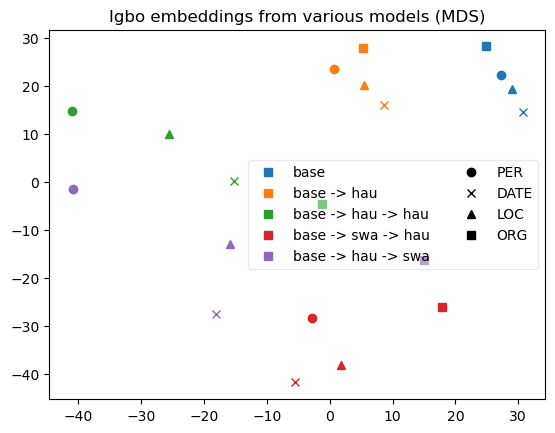 Igbo embeddings from various models (MDS)
30
20
10
0
−10
−20
−30
−40
base
base -> hau
base -> hau -> hau
base -> swa -> hau
base -> hau -> swa
PER
DATE
LOC
ORG
−40 −30 −20 −10 0 10 20 30